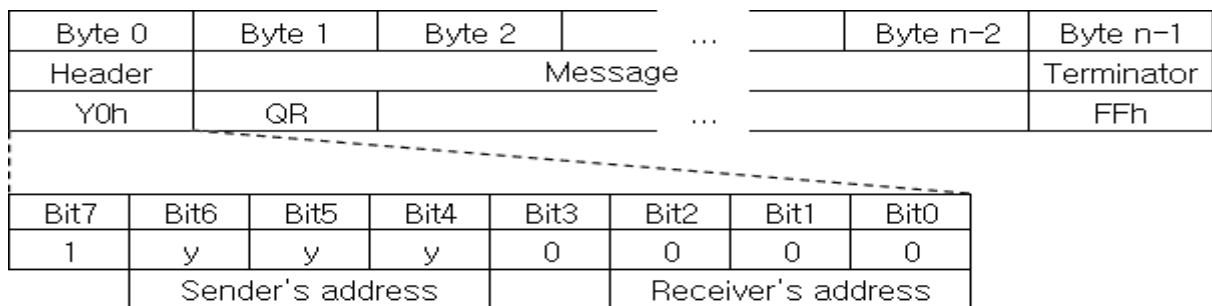 Byte 0 Byte 1 Byte 2 ... Byte n-2 Byte n-1
Header Message Terminator
Y0h QR ... FFh
Bit7 Bit6 Bit5 Bit4 Bit3 Bit2 Bit1 Bit0
1 y y y 0 0 0 0
Sender's address Receiver's address